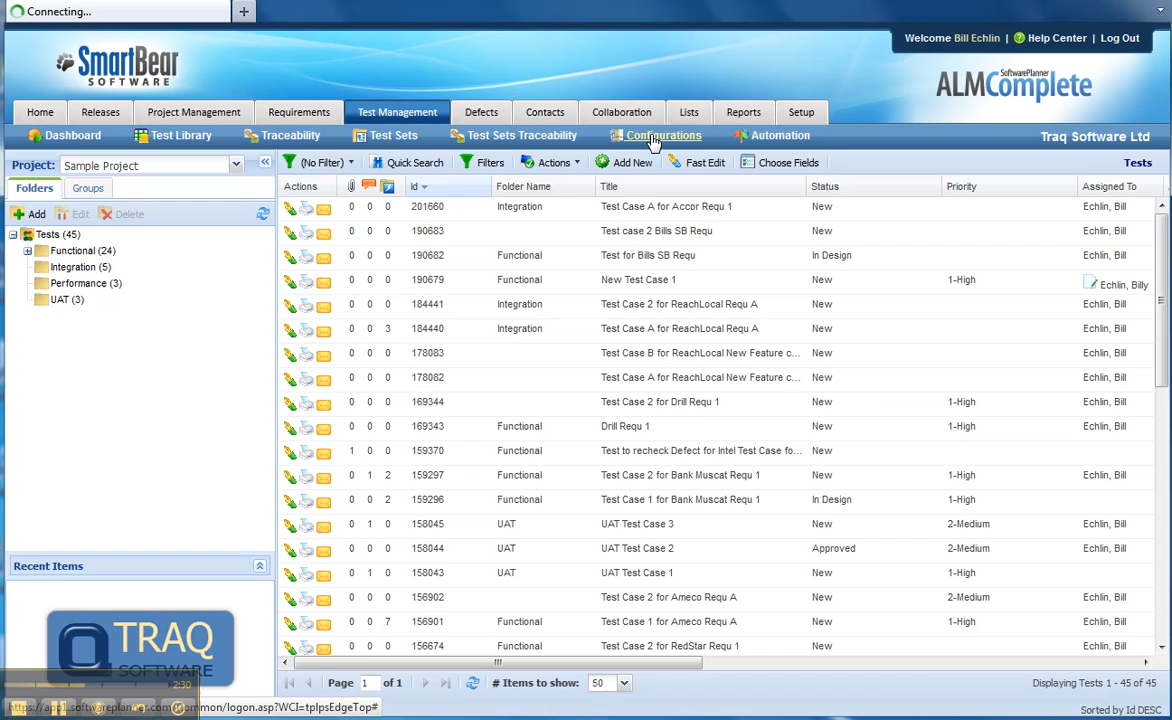 Connecting...
SmartBear
SOFTWARE
Welcome Bill Echlin | Help Center | Log Out
SoftwarePlanner
ALMComplete
Home Releases Project Management Requirements Test Management Defects Contacts Collaboration Lists Reports Setup
Dashboard Test Library Traceability Test Sets Test Sets Traceability Configurations Automation Traq Software Ltd
Project: Sample Project
(No Filter) Quick Search Filters Actions Add New Fast Edit Choose Fields Tests
Folders Groups
Add Edit Delete
Tests (45)
Functional (24)
Integration (5)
Performance (3)
UAT (3)
Actions Id Folder Name Title Status Priority Assigned To
0 0 0 201660 Integration Test Case A for Accor Requ 1 New Echlin, Bill
0 0 0 190683 Test case 2 Bills SB Requ New Echlin, Bill
0 0 0 190682 Functional Test for Bills SB Requ In Design Echlin, Bill
0 0 0 190679 Functional New Test Case 1 New 1-High Echlin, Billy
0 0 0 184441 Integration Test Case 2 for ReachLocal Requ A New Echlin, Bill
0 0 3 184440 Integration Test Case A for ReachLocal Requ A New Echlin, Bill
0 0 0 178083 Test Case B for ReachLocal New Feature c... New Echlin, Bill
0 0 0 178082 Test Case A for ReachLocal New Feature c... New Echlin, Bill
0 0 0 169344 Test Case 2 for Drill Requ 1 New 1-High Echlin, Bill
0 0 0 169343 Functional Drill Requ 1 New 1-High Echlin, Bill
1 0 0 159370 Functional Test to recheck Defect for Intel Test Case fo... New Echlin, Bill
0 1 2 159297 Functional Test Case 2 for Bank Muscat Requ 1 New 1-High Echlin, Bill
0 0 2 159296 Functional Test Case 1 for Bank Muscat Requ 1 In Design 1-High
0 1 0 158045 UAT UAT Test Case 3 New 2-Medium Echlin, Bill
0 0 0 158044 UAT UAT Test Case 2 Approved 2-Medium Echlin, Bill
0 1 0 158043 UAT UAT Test Case 1 New 1-High Echlin, Bill
0 0 0 156902 Test Case 2 for Ameco Requ A New 2-Medium Echlin, Bill
0 0 7 156901 Functional Test Case 1 for Ameco Requ A New 1-High Echlin, Bill
0 0 0 156674 Functional Test Case 2 for RedStar Requ 1 New 1-High Echlin, Bill
Recent Items
TRAQ
SOFTWARE
Page 1 of 1 # Items to show: 50 Displaying Tests 1 - 45 of 45
2:30
https://app1.softwareplanner.com/common/logon.asp?WCI=tplpsEdgeTop#
Sorted by Id DESC